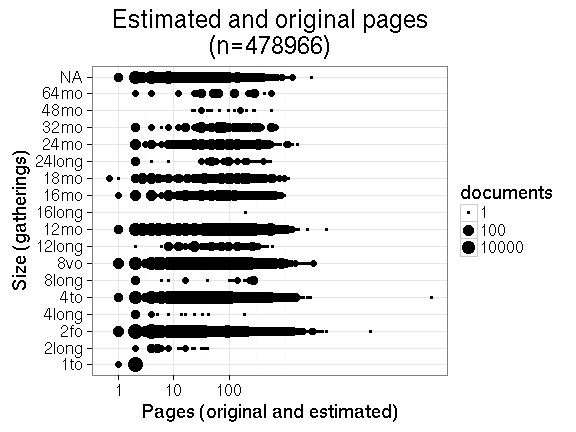 Estimated and original pages
(n=478966)
Size (gatherings)
NA
64mo
48mo
32mo
24mo
24long
18mo
16mo
16long
12mo
12long
8vo
8long
4to
4long
2fo
2long
1to
1 10 100
Pages (original and estimated)
documents
1
100
10000